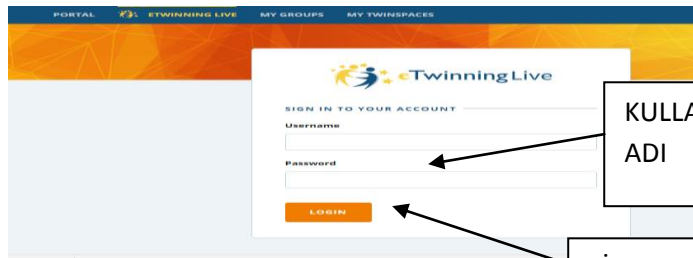 PORTAL ETWINNING LIVE MY GROUPS MY TWINSPACES
eTwinningLive
SIGN IN TO YOUR ACCOUNT
Username
KULLA
ADI
Password
LOGIN